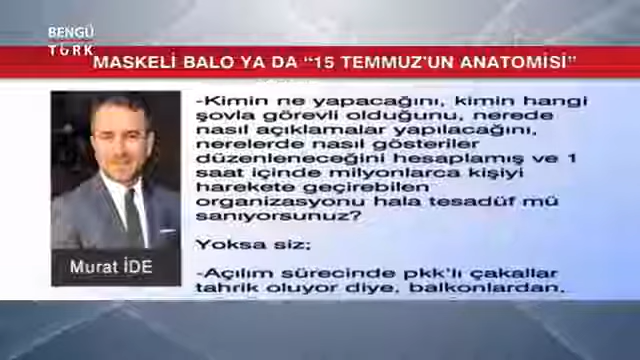 BENGÜ
TÜRK
MASKELİ BALO YA DA “15 TEMMUZ'UN ANATOMİSİ”
-Kimin ne yapacağını, kimin hangi
şovla görevli olduğunu, nerede
nasıl açıklamalar yapılacağını,
nerelerde nasıl gösteriler
düzenleneceğini hesaplamış ve 1
saat içinde milyonlarca kişiyi
harekete geçirebilen
organizasyonu hala tesadüf mü
sanıyorsunuz?
Yoksa siz;
-Açılım sürecinde pkk'lı çakallar
tahrik oluyor diye, balkonlardan,
Murat İDE